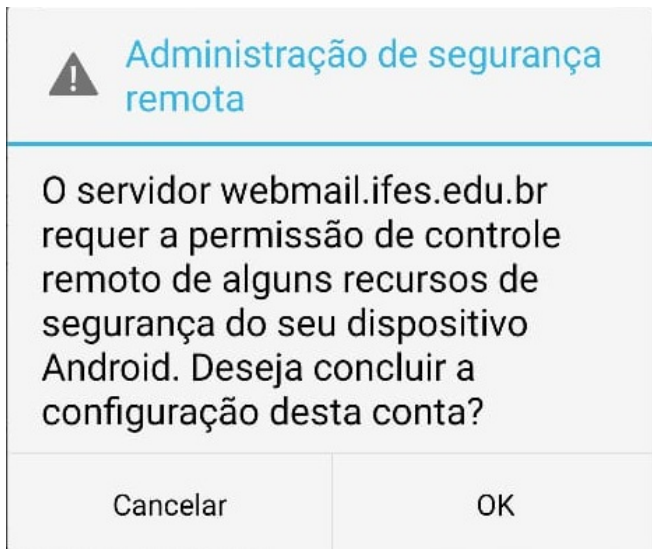 Administração de segurança
remota
O servidor webmail.ifes.edu.br
requer a permissão de controle
remoto de alguns recursos de
segurança do seu dispositivo
Android. Deseja concluir a
configuração desta conta?
Cancelar
OK